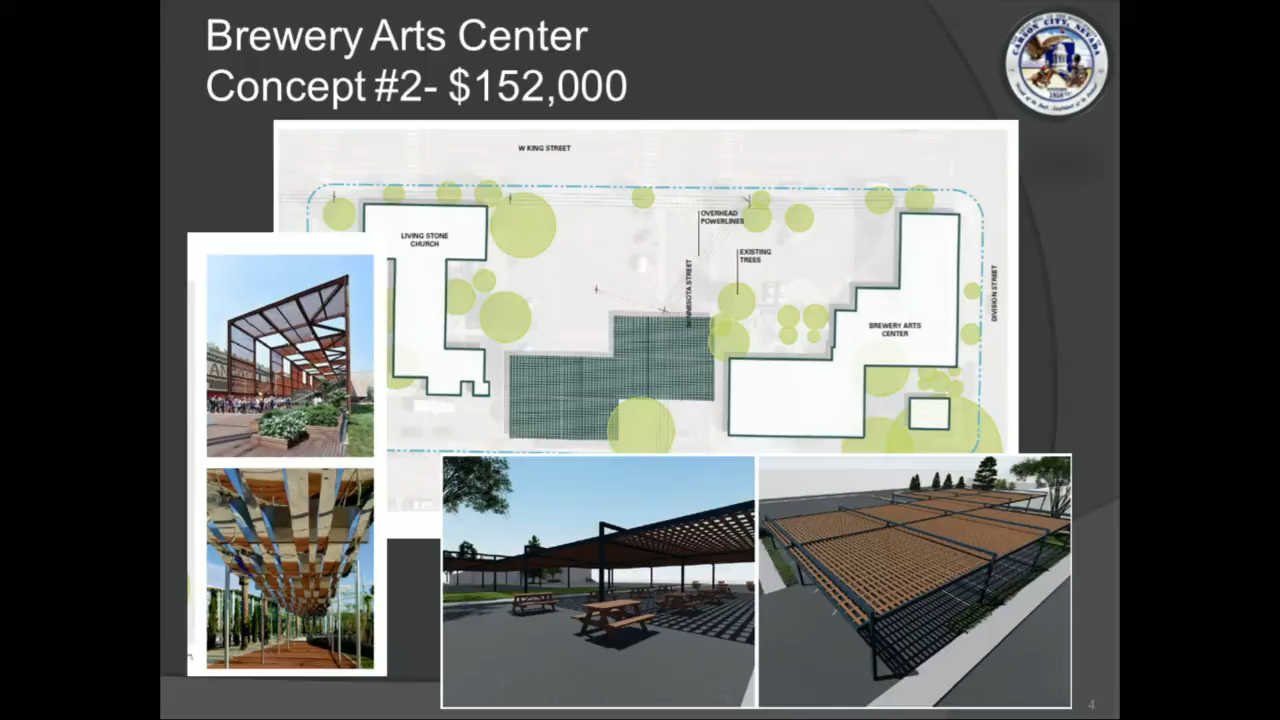 Brewery Arts Center
Concept #2- $152,000
CARSON CITY, NEVADA
W KING STREET
OVERHEAD
POWERLINES
LIVING STONE
CHURCH
EXISTING
TREES
MINNESOTA STREET
DIVISION STREET
BREWERY ARTS
CENTER
4